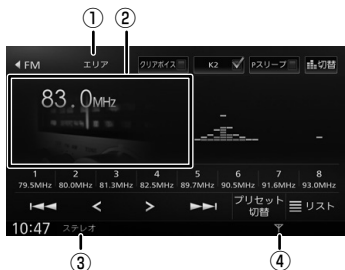 ① ②
◀ FM エリア クリアボイス K2 Pスリープ 切替
83.0MHz
1 2 3 4 5 6 7 8
79.5MHz 80.0MHz 81.3MHz 82.5MHz 89.7MHz 90.5MHz 91.6MHz 93.0MHz
プリセット
切替 リスト
10:47 ステレオ
③ ④